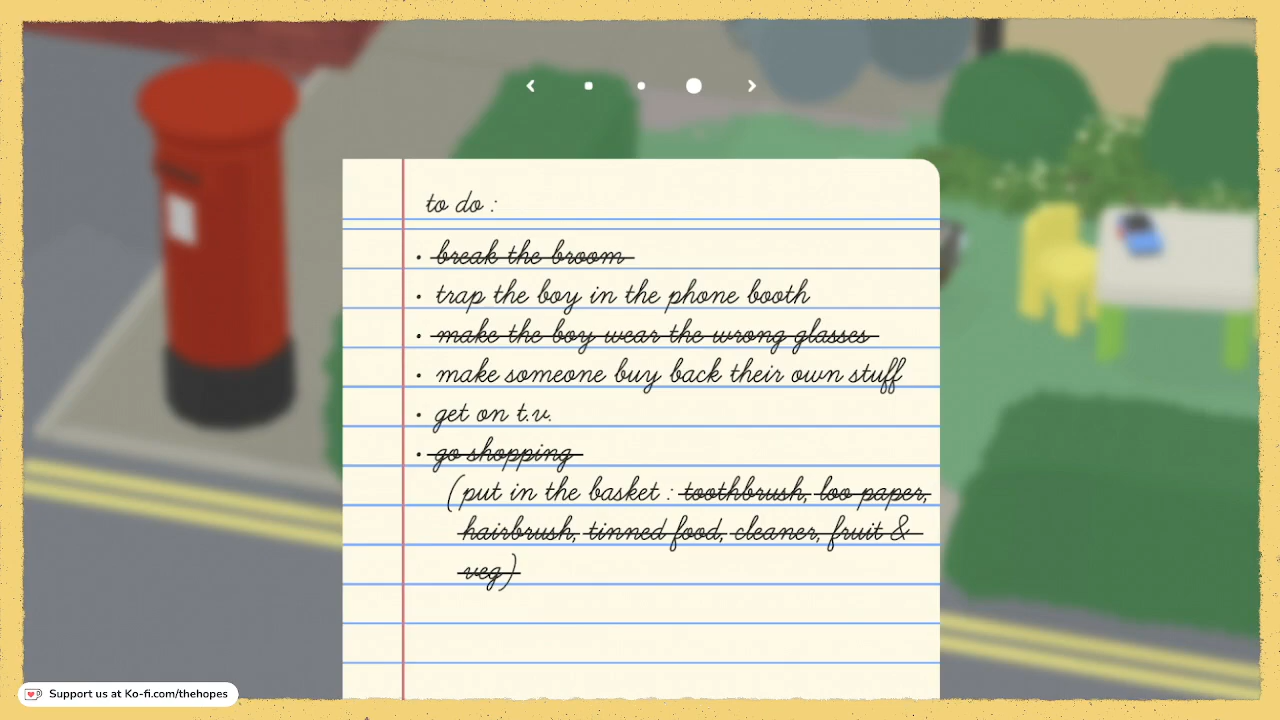 to do :
• break the broom
• trap the boy in the phone booth
• make the boy wear the wrong glasses
• make someone buy back their own stuff
• get on t.v.
• go shopping
(put in the basket : toothbrush, loo paper,
hairbrush, tinned food, cleaner, fruit &
veg)
Support us at Ko-fi.com/thehopes